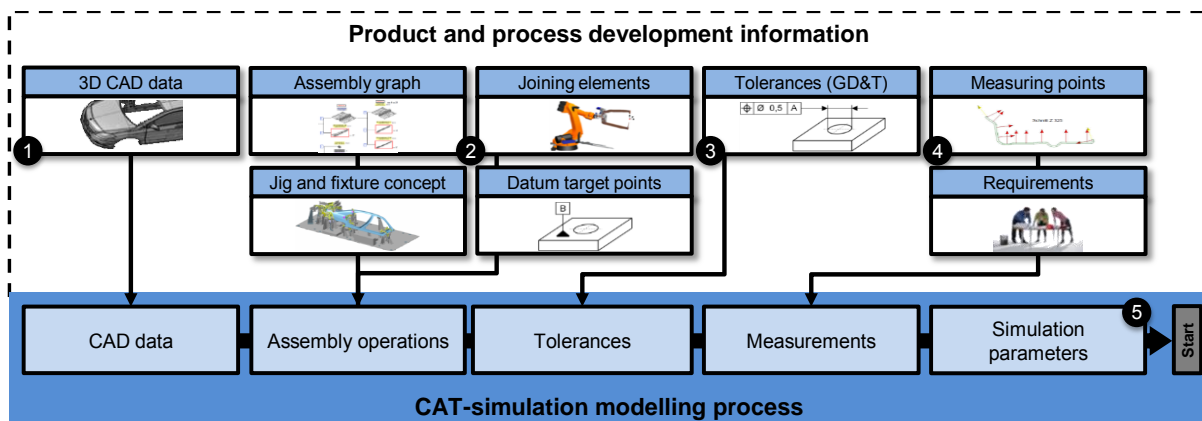 Product and process development information
3D CAD data
Assembly graph
Joining elements
Tolerances (GD&T)
Measuring points
Ø 0,5 A
1
2
3
4
Jig and fixture concept
Datum target points
Requirements
B
5
CAD data
Assembly operations
Tolerances
Measurements
Simulation
parameters
Start
CAT-simulation modelling process